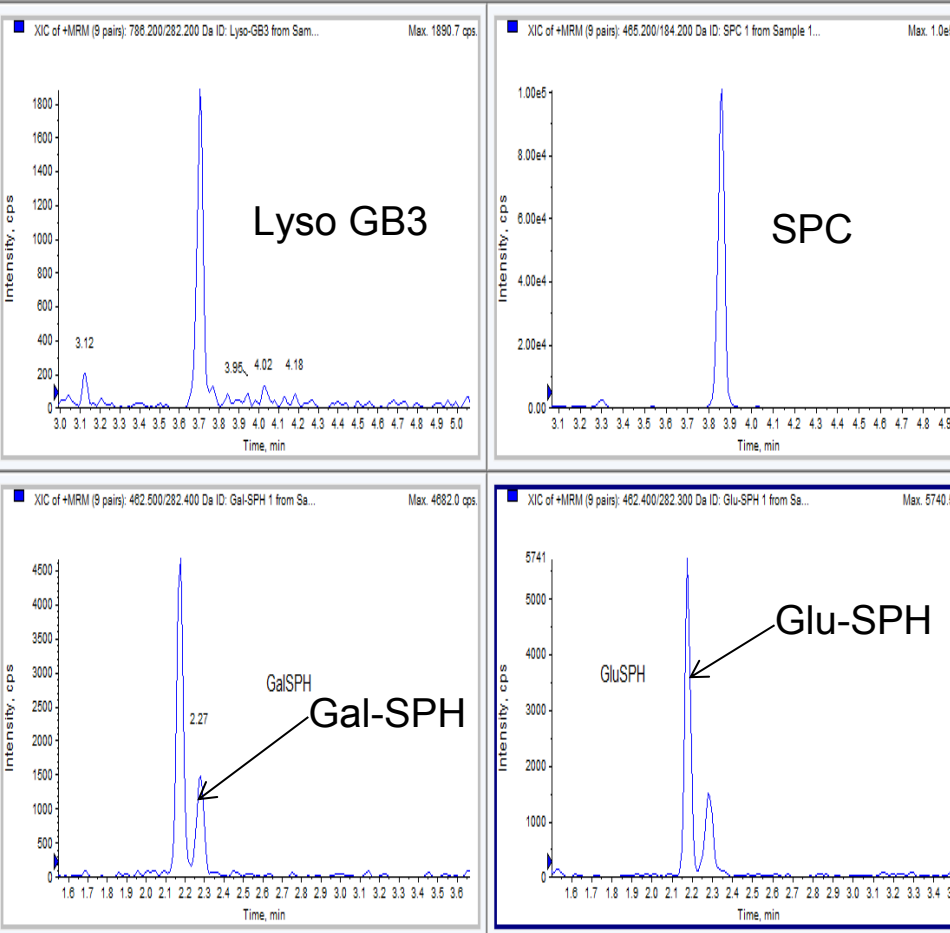 XIC of +MRM (9 pairs): 786.200/282.200 Da ID: Lyso-GB3 from Sam... Max. 1890.7 cps.
1800
1600
1400
1200
1000
800
600
400
200
0
Intensity, cps
Lyso GB3
3.12
3.95
4.02
4.18
3.0 3.1 3.2 3.3 3.4 3.5 3.6 3.7 3.8 3.9 4.0 4.1 4.2 4.3 4.4 4.5 4.6 4.7 4.8 4.9 5.0
Time, min
XIC of +MRM (9 pairs): 465.200/184.200 Da ID: SPC 1 from Sample 1... Max. 1.0e5
1.00e5
8.00e4
6.00e4
4.00e4
2.00e4
0.00
Intensity, cps
SPC
3.1 3.2 3.3 3.4 3.5 3.6 3.7 3.8 3.9 4.0 4.1 4.2 4.3 4.4 4.5 4.6 4.7 4.8 4.9
Time, min
XIC of +MRM (9 pairs): 462.500/282.400 Da ID: Gal-SPH 1 from Sa... Max. 4682.0 cps.
4500
4000
3500
3000
2500
2000
1500
1000
500
0
Intensity, cps
GalSPH
Gal-SPH
2.27
1.6 1.7 1.8 1.9 2.0 2.1 2.2 2.3 2.4 2.5 2.6 2.7 2.8 2.9 3.0 3.1 3.2 3.3 3.4 3.5 3.6
Time, min
XIC of +MRM (9 pairs): 462.400/282.300 Da ID: Glu-SPH 1 from Sa... Max. 5740.
5741
5000
4000
3000
2000
1000
0
Intensity, cps
Glu-SPH
GluSPH
1.6 1.7 1.8 1.9 2.0 2.1 2.2 2.3 2.4 2.5 2.6 2.7 2.8 2.9 3.0 3.1 3.2 3.3 3.4
Time, min